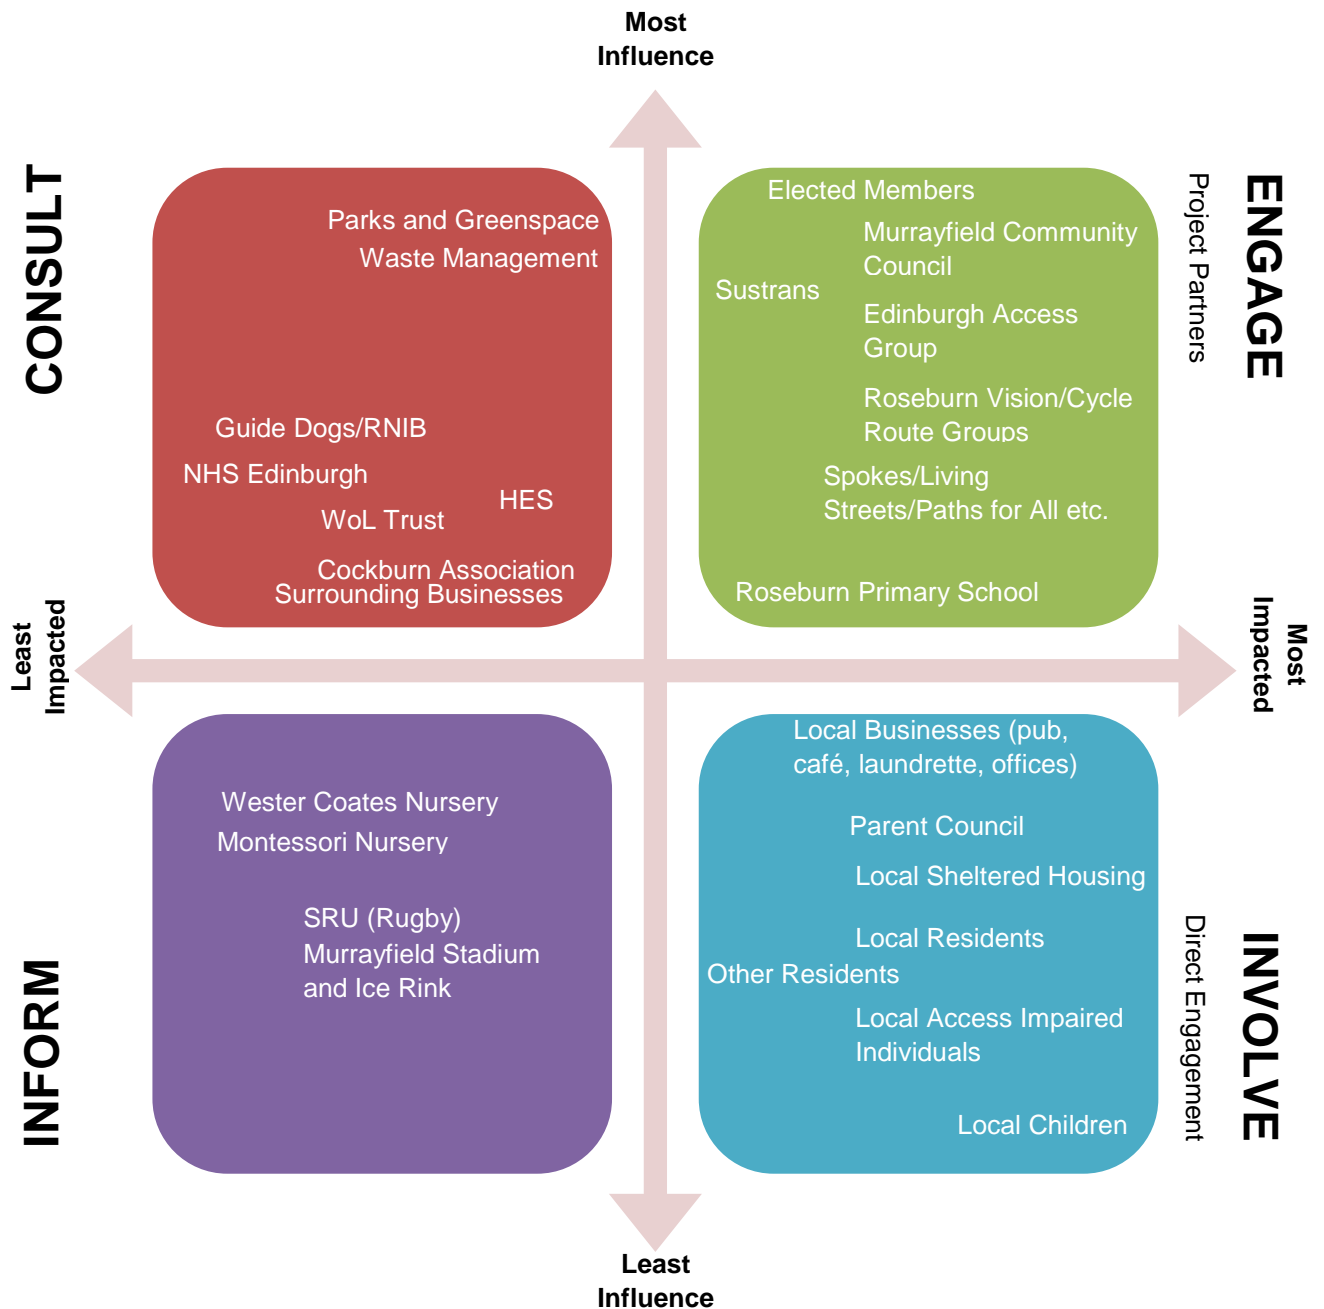 Most
Influence
CONSULT
Parks and Greenspace
Waste Management
Guide Dogs/RNIB
NHS Edinburgh
HES
WoL Trust
Cockburn Association
Surrounding Businesses
Elected Members
Murrayfield Community
Council
Sustrans
Edinburgh Access
Group
Roseburn Vision/Cycle
Route Groups
Spokes/Living
Streets/Paths for All etc.
Roseburn Primary School
ENGAGE
Project Partners
Least
Impacted
Most
Impacted
INFORM
Wester Coates Nursery
Montessori Nursery
SRU (Rugby)
Murrayfield Stadium
and Ice Rink
Local Businesses (pub,
café, laundrette, offices)
Parent Council
Local Sheltered Housing
Local Residents
Other Residents
Local Access Impaired
Individuals
Local Children
INVOLVE
Direct Engagement
Least
Influence